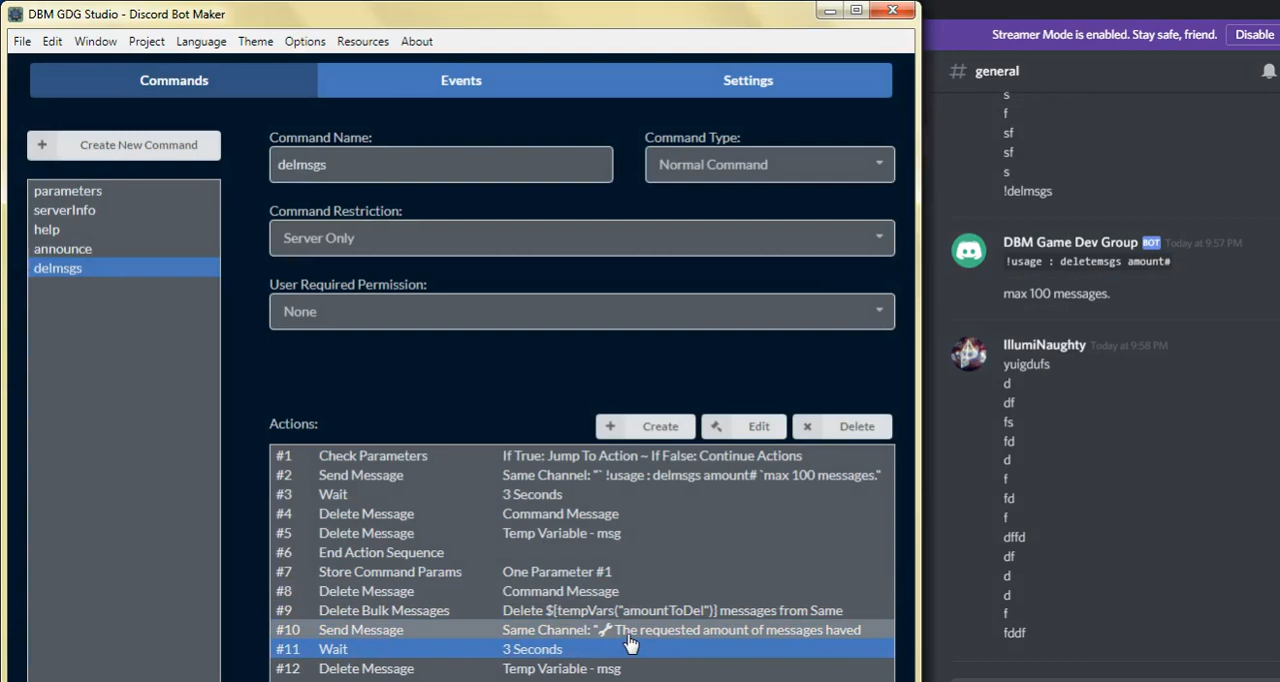 DBM GDG Studio - Discord Bot Maker
File Edit Window Project Language Theme Options Resources About
Commands Events Settings
+ Create New Command
parameters
serverInfo
help
announce
delmsgs
Command Name:
delmsgs
Command Type:
Normal Command
Command Restriction:
Server Only
User Required Permission:
None
Actions:
+ Create Edit × Delete
#1 Check Parameters If True: Jump To Action ~ If False: Continue Actions
#2 Send Message Same Channel: "` !usage : delmsgs amount# `max 100 messages."
#3 Wait 3 Seconds
#4 Delete Message Command Message
#5 Delete Message Temp Variable - msg
#6 End Action Sequence
#7 Store Command Params One Parameter #1
#8 Delete Message Command Message
#9 Delete Bulk Messages Delete ${tempVars("amountToDel")} messages from Same
#10 Send Message Same Channel: "🔧 The requested amount of messages haved
#11 Wait 3 Seconds
#12 Delete Message Temp Variable - msg
Streamer Mode is enabled. Stay safe, friend. Disable
# general
s
f
sf
sf
s
!delmsgs
DBM Game Dev Group BOT Today at 9:57 PM
!usage : deletemsgs amount#
max 100 messages.
IllumiNaughty Today at 9:58 PM
yuigdufs
d
df
fs
fd
d
f
fd
f
dffd
df
d
d
f
fddf